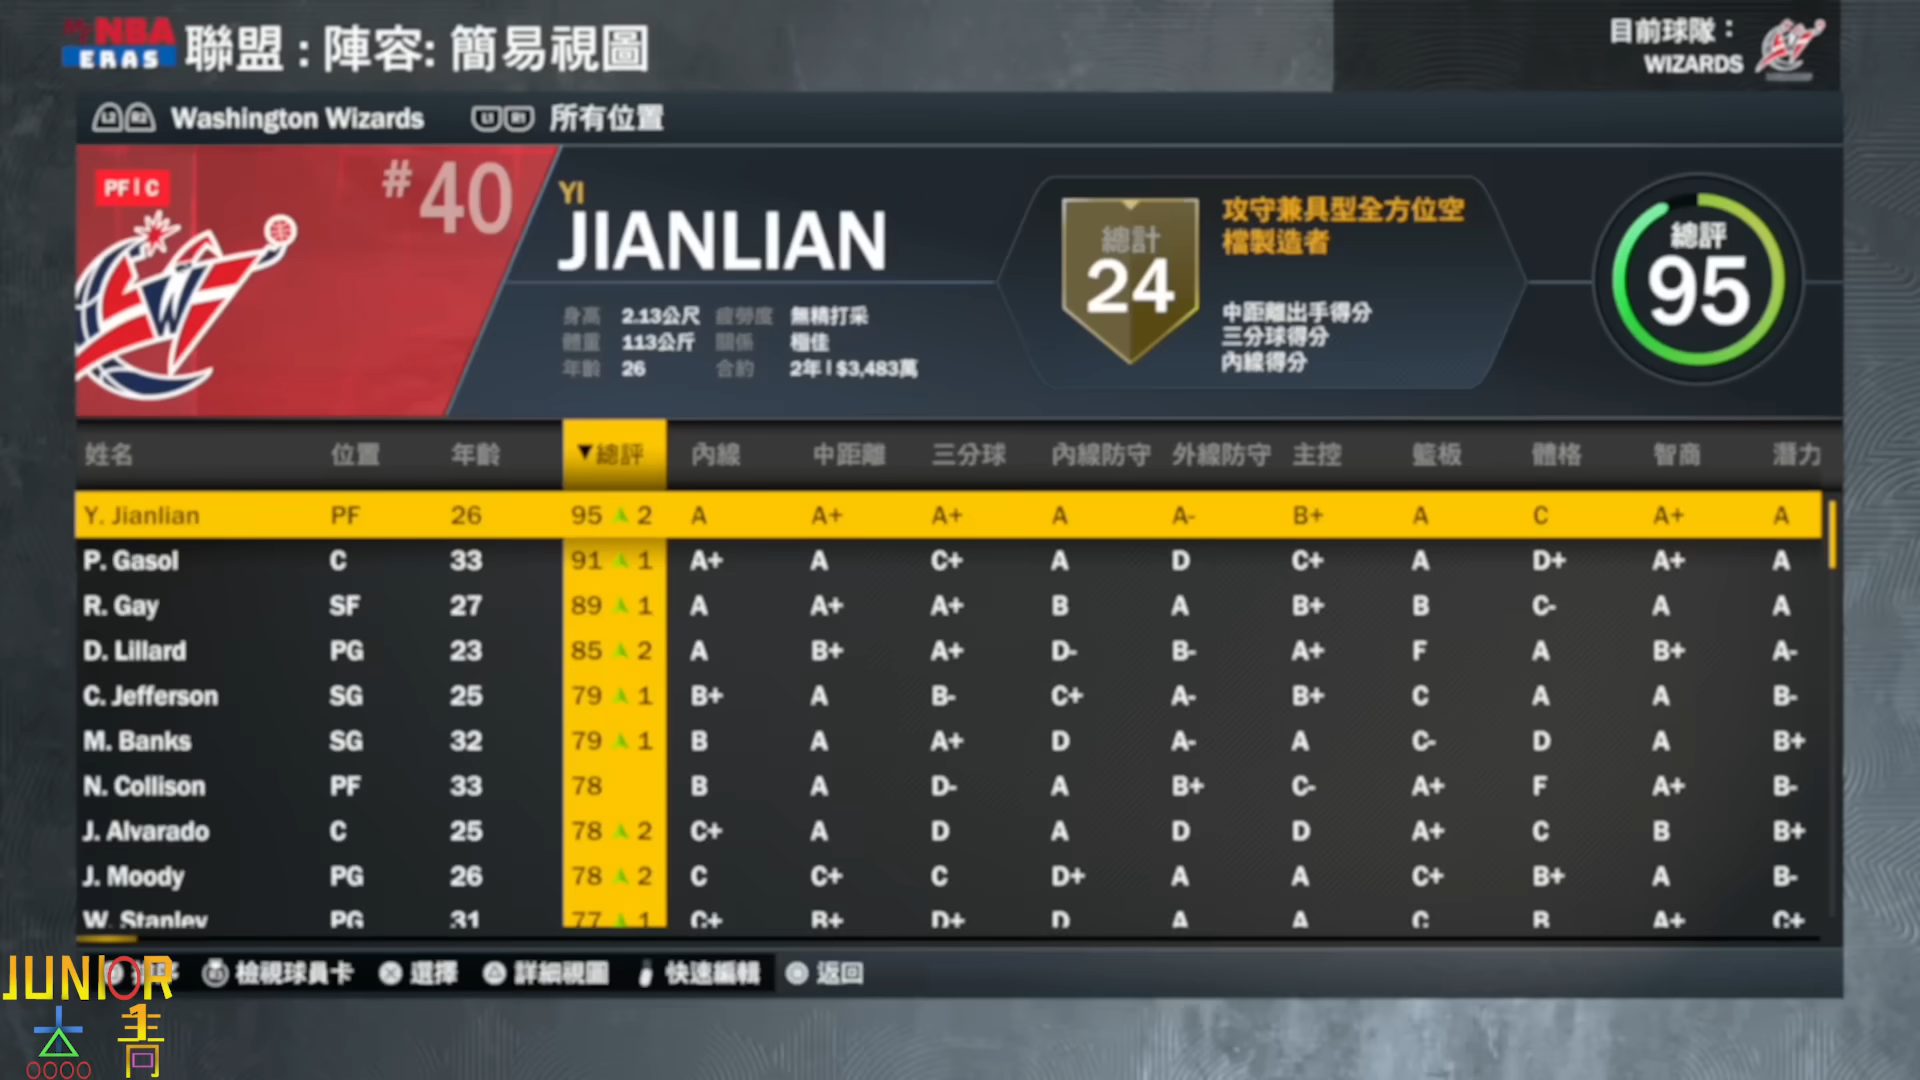 NBA
ERAS
聯盟 : 陣容: 簡易視圖
目前球隊：
WIZARDS
L2 R2 Washington Wizards L1 R1 所有位置
PF | C
#40
YI
JIANLIAN
身高 2.13公尺 疲勞度 無精打采
體重 113公斤 關係 極佳
年齡 26 合約 2年 | $3,483萬
總計
24
攻守兼具型全方位空
檔製造者
中距離出手得分
三分球得分
內線得分
總評
95
姓名 位置 年齡 ▼總評 內線 中距離 三分球 內線防守 外線防守 主控 籃板 體格 智商 潛力
Y. Jianlian PF 26 95 ▲ 2 A A+ A+ A A- B+ A C A+ A
P. Gasol C 33 91 ▲ 1 A+ A C+ A D C+ A D+ A+ A
R. Gay SF 27 89 ▲ 1 A A+ A+ B A B+ B C- A A
D. Lillard PG 23 85 ▲ 2 A B+ A+ D- B- A+ F A B+ A-
C. Jefferson SG 25 79 ▲ 1 B+ A B- C+ A- B+ C A A B-
M. Banks SG 32 79 ▲ 1 B A A+ D A- A C- D A B+
N. Collison PF 33 78 B A D- A B+ C- A+ F A+ B-
J. Alvarado C 25 78 ▲ 2 C+ A D A D D A+ C B B+
J. Moody PG 26 78 ▲ 2 C C+ C D+ A A C+ B+ A B-
W. Stanley PG 31 77 ▲ 1 C+ B+ D+ D A A C B A+ C+
檢視球員卡 選擇 詳細視圖 快速編輯 返回
JUNIOR